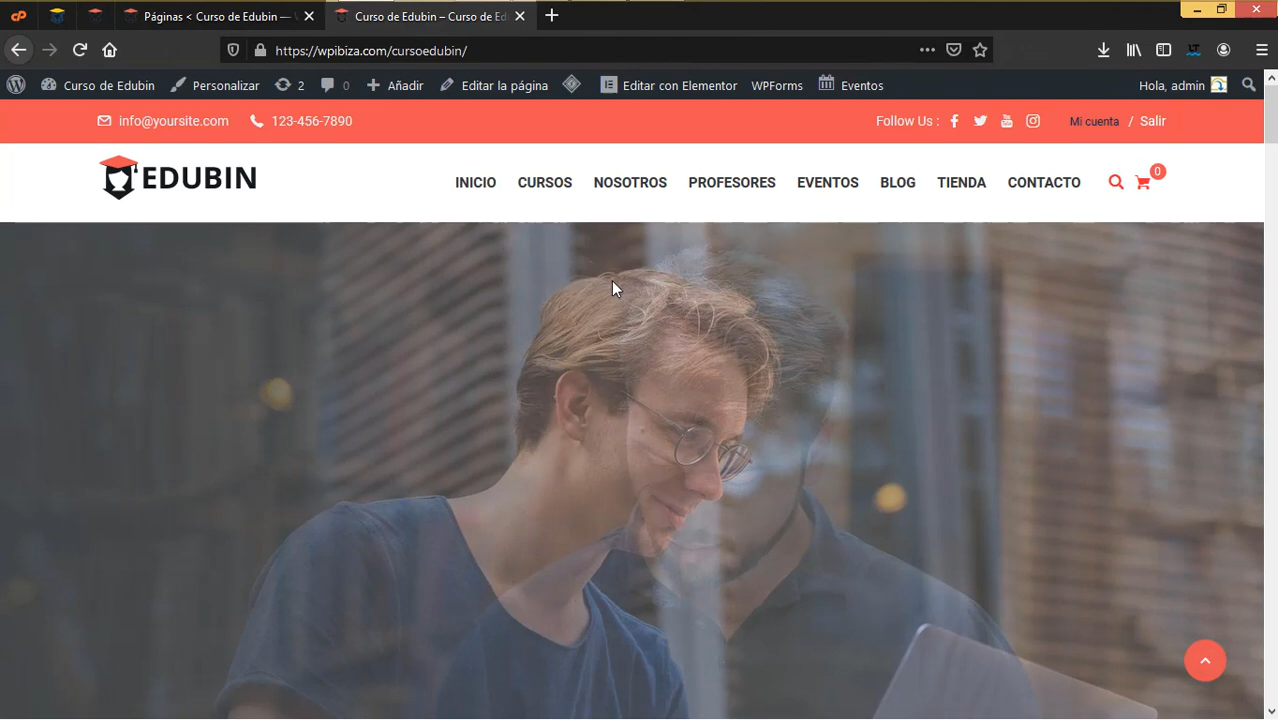 Páginas < Curso de Edubin —
Curso de Edubin – Curso de Ed
https://wpibiza.com/cursoedubin/
Curso de Edubin Personalizar 2 0 Añadir Editar la página Editar con Elementor WPForms Eventos Hola, admin
info@yoursite.com 123-456-7890 Follow Us : Mi cuenta / Salir
EDUBIN INICIO CURSOS NOSOTROS PROFESORES EVENTOS BLOG TIENDA CONTACTO 0